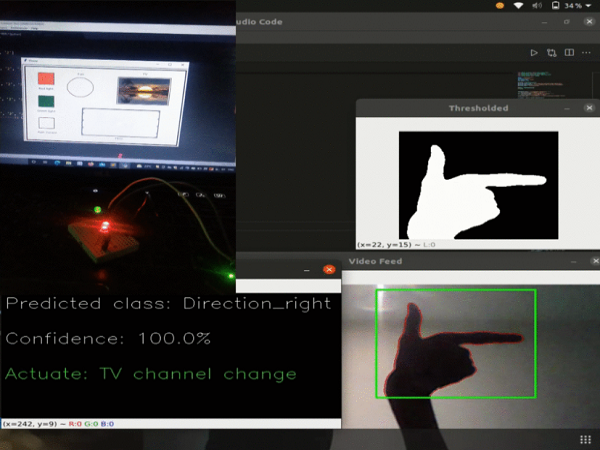 udio Code
34%
Thresholded
(x=22, y=15) ~ L:0
Video Feed
Predicted class: Direction_right
Confidence: 100.0%
Actuate: TV channel change
(x=242, y=9) ~ R:0 G:0 B:0